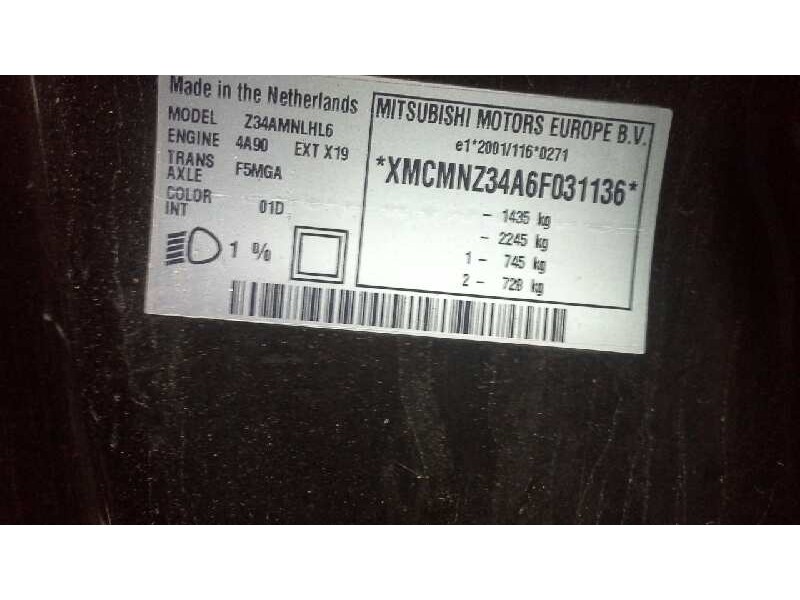 Made in the Netherlands
MODEL Z34AMNLHL6
ENGINE 4A90 EXT X19
TRANS
AXLE F5MGA
COLOR
INT 01D
1 %
MITSUBISHI MOTORS EUROPE B.V.
e1*2001/116*0271
*XMCMNZ34A6F031136*
- 1435 kg
- 2245 kg
1 - 745 kg
2 - 728 kg